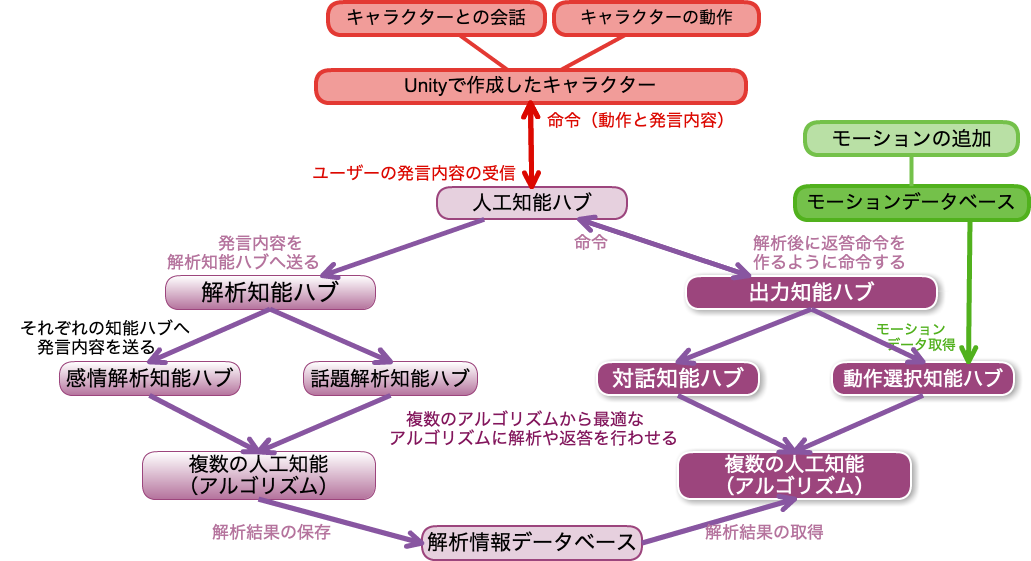 キャラクターとの会話
キャラクターの動作
Unityで作成したキャラクター
命令（動作と発言内容）
モーションの追加
ユーザーの発言内容の受信
人工知能ハブ
モーションデータベース
発言内容を
解析知能ハブへ送る
命令
解析後に返答命令を
作るように命令する
解析知能ハブ
出力知能ハブ
それぞれの知能ハブへ
発言内容を送る
モーション
データ取得
感情解析知能ハブ
話題解析知能ハブ
対話知能ハブ
動作選択知能ハブ
複数のアルゴリズムから最適な
アルゴリズムに解析や返答を行わせる
複数の人工知能
（アルゴリズム）
複数の人工知能
（アルゴリズム）
解析結果の保存
解析情報データベース
解析結果の取得